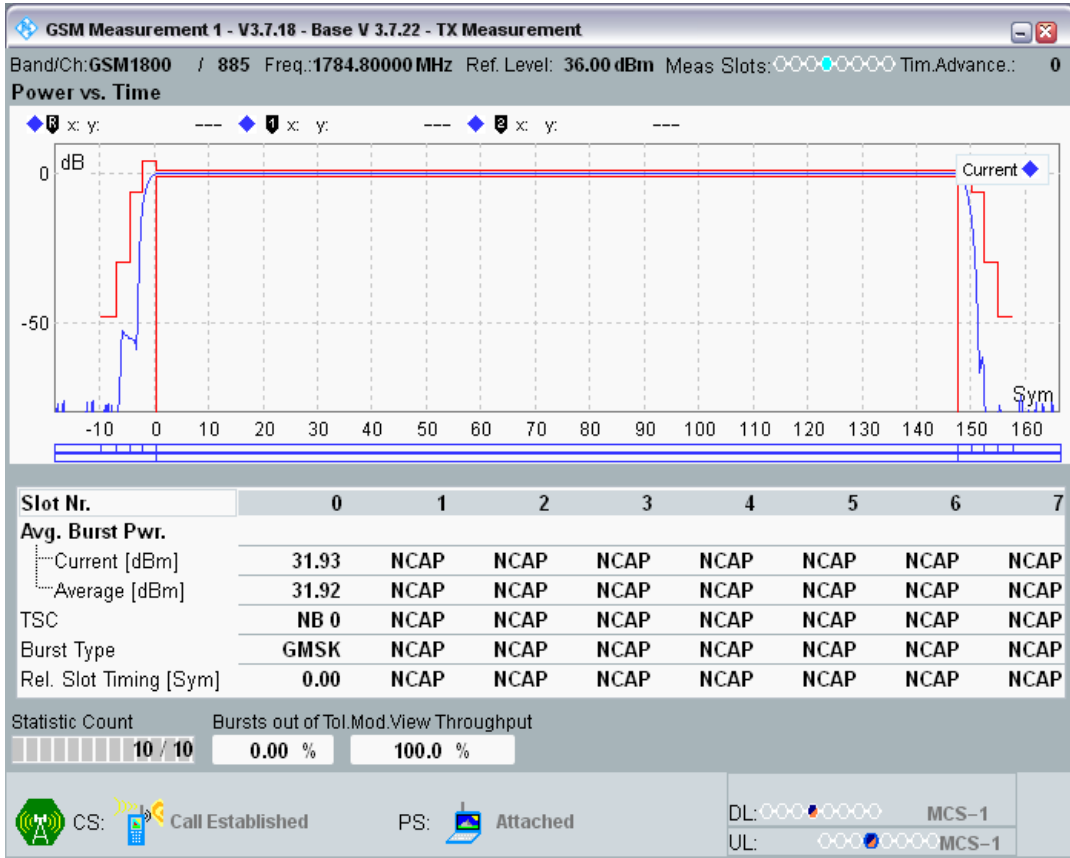 GSM Measurement 1 - V3.7.18 - Base V 3.7.22 - TX Measurement
Band/Ch:GSM1800 / 885 Freq.:1784.80000 MHz Ref. Level: 36.00 dBm Meas Slots: Tim.Advance.: 0
Power vs. Time
R x: y: --- 1 x: y: --- 2 x: y: ---
dB
Current
0
-50
Sym
-10 0 10 20 30 40 50 60 70 80 90 100 110 120 130 140 150 160
Slot Nr. 0 1 2 3 4 5 6 7
Avg. Burst Pwr.
Current [dBm] 31.93 NCAP NCAP NCAP NCAP NCAP NCAP NCAP
Average [dBm] 31.92 NCAP NCAP NCAP NCAP NCAP NCAP NCAP
TSC NB 0 NCAP NCAP NCAP NCAP NCAP NCAP NCAP
Burst Type GMSK NCAP NCAP NCAP NCAP NCAP NCAP NCAP
Rel. Slot Timing [Sym] 0.00 NCAP NCAP NCAP NCAP NCAP NCAP NCAP
Statistic Count Bursts out of Tol. Mod.View Throughput
10 / 10 0.00 % 100.0 %
CS: Call Established PS: Attached
DL: MCS-1
UL: MCS-1